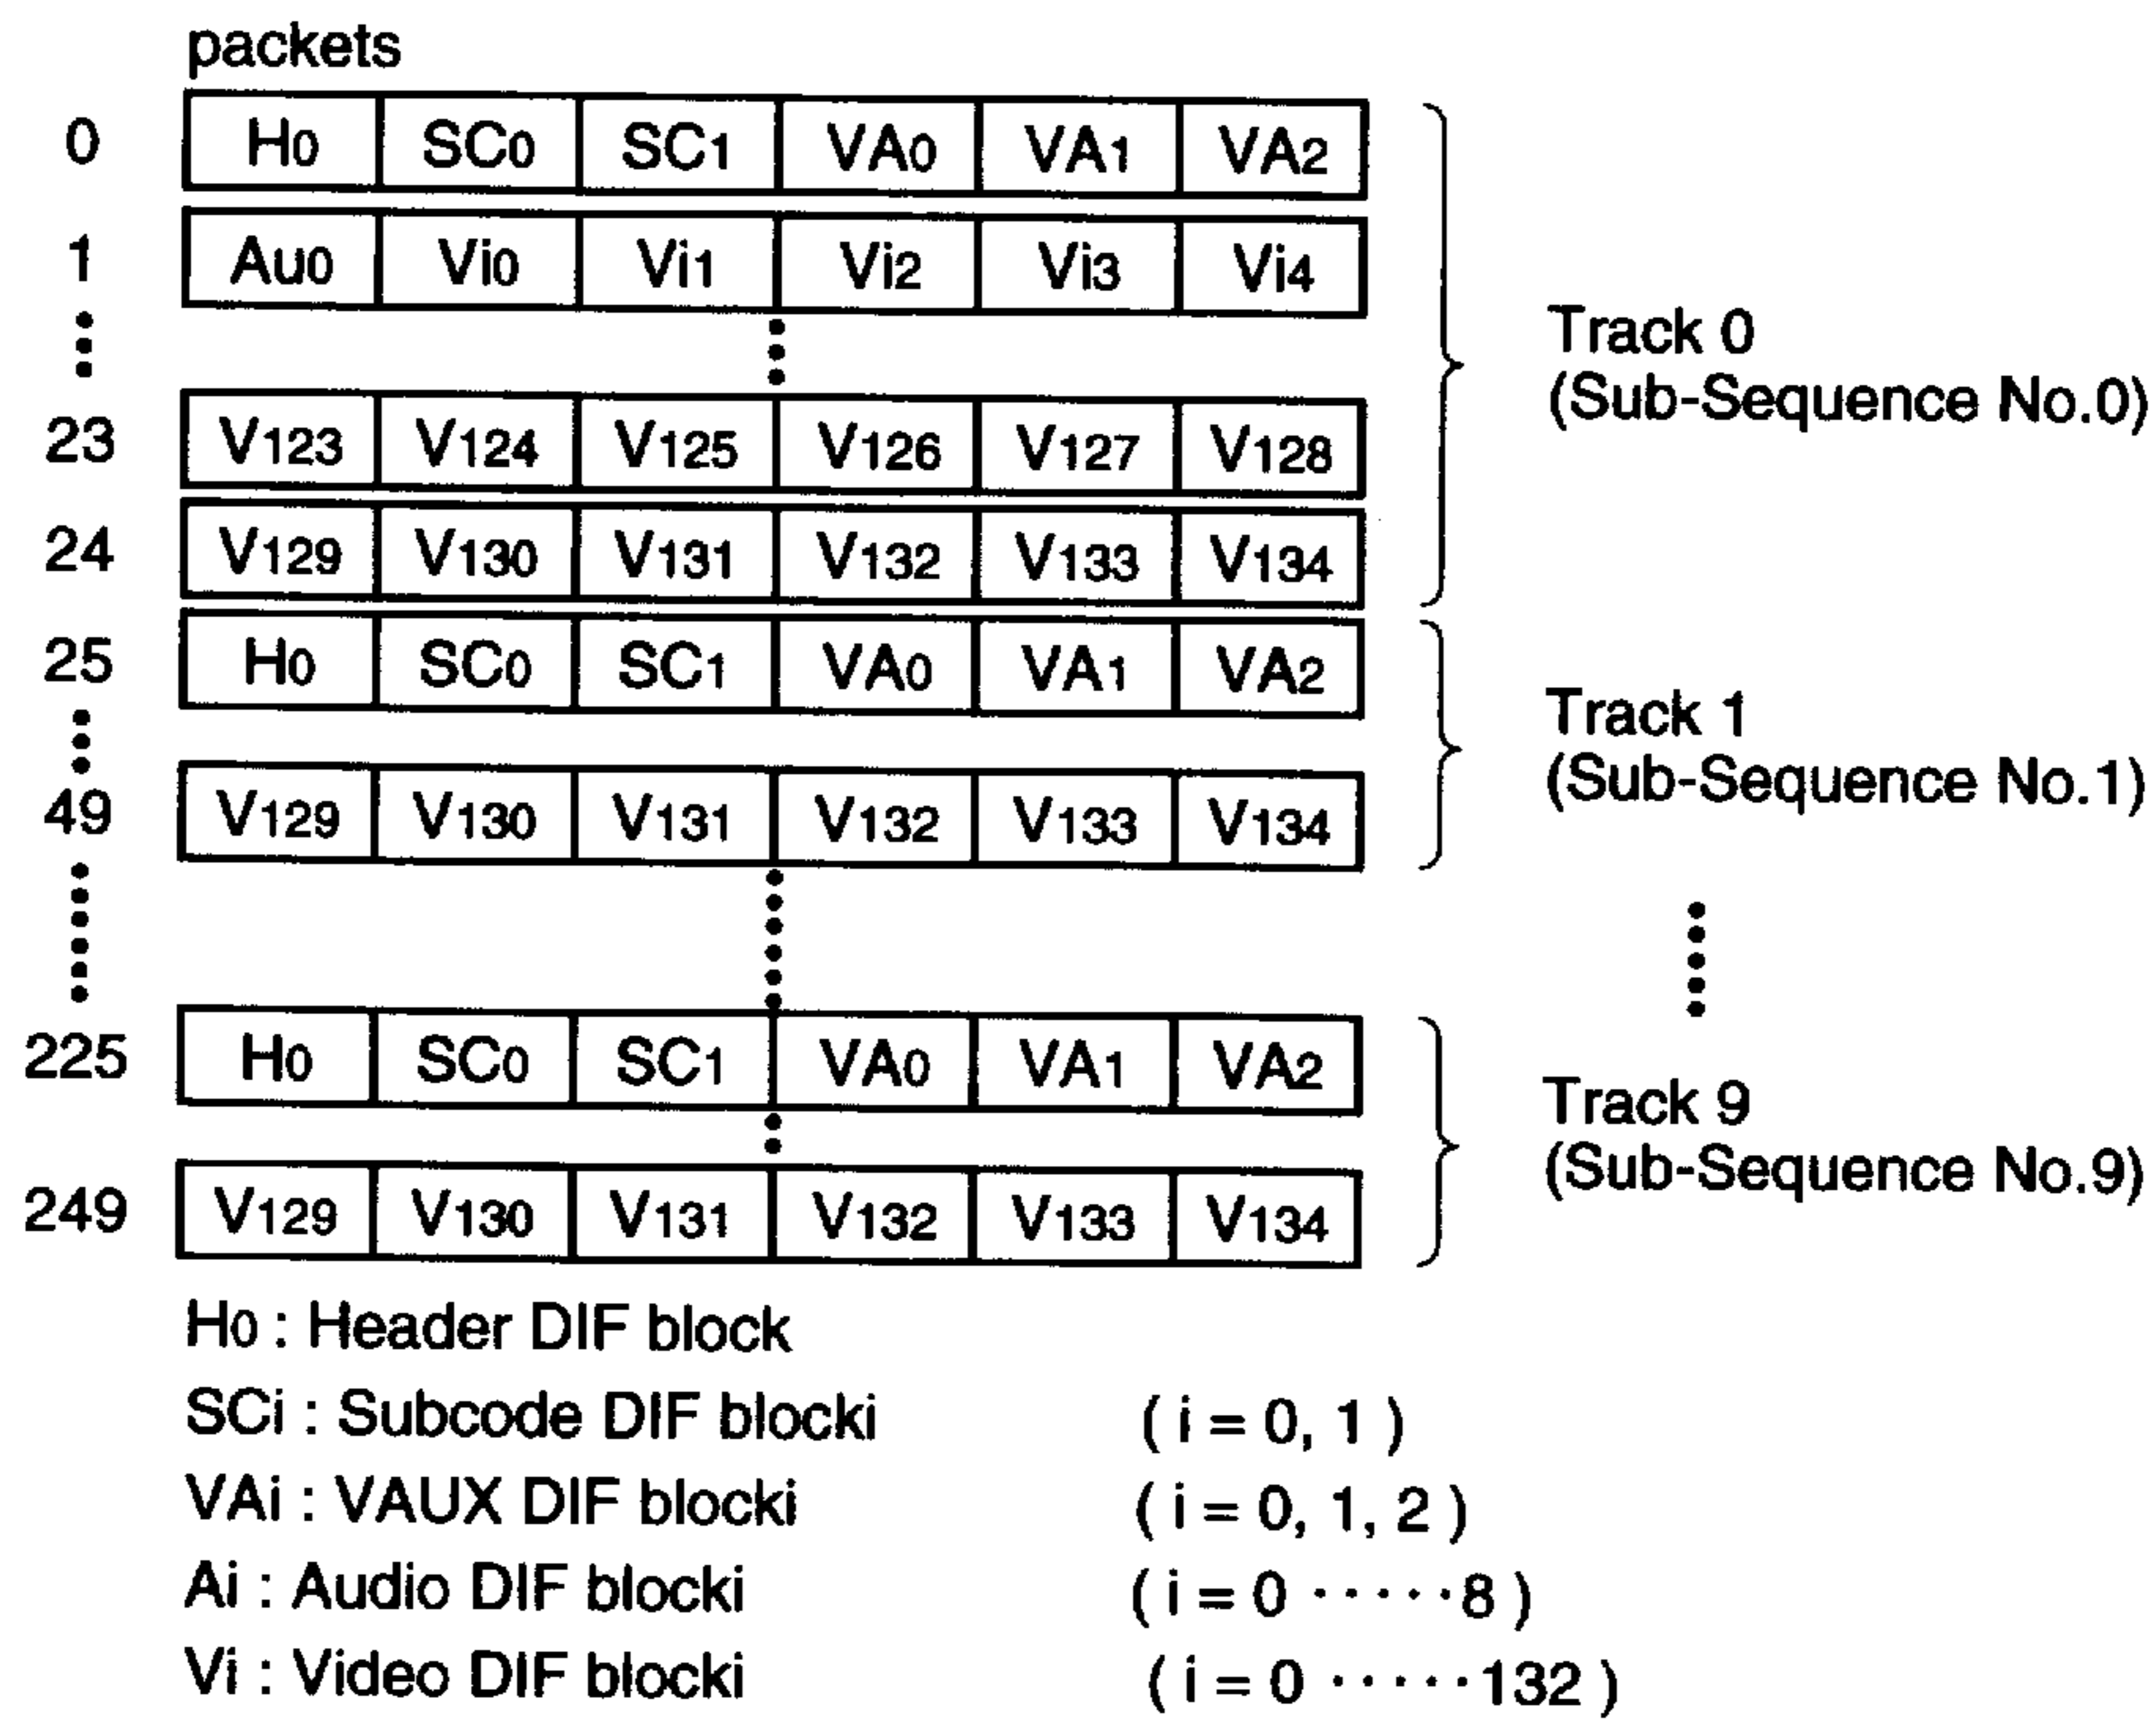 packets
0 H0 SC0 SC1 VA0 VA1 VA2
1 Au0 Vi0 Vi1 Vi2 Vi3 Vi4
Track 0
(Sub-Sequence No.0)
23 V123 V124 V125 V126 V127 V128
24 V129 V130 V131 V132 V133 V134
25 H0 SC0 SC1 VA0 VA1 VA2
Track 1
(Sub-Sequence No.1)
49 V129 V130 V131 V132 V133 V134
225 H0 SC0 SC1 VA0 VA1 VA2
Track 9
(Sub-Sequence No.9)
249 V129 V130 V131 V132 V133 V134
H0 : Header DIF block
SCi : Subcode DIF blocki ( i = 0, 1 )
VAi : VAUX DIF blocki ( i = 0, 1, 2 )
Ai : Audio DIF blocki ( i = 0 ·····8 )
Vi : Video DIF blocki ( i = 0 ·····132 )